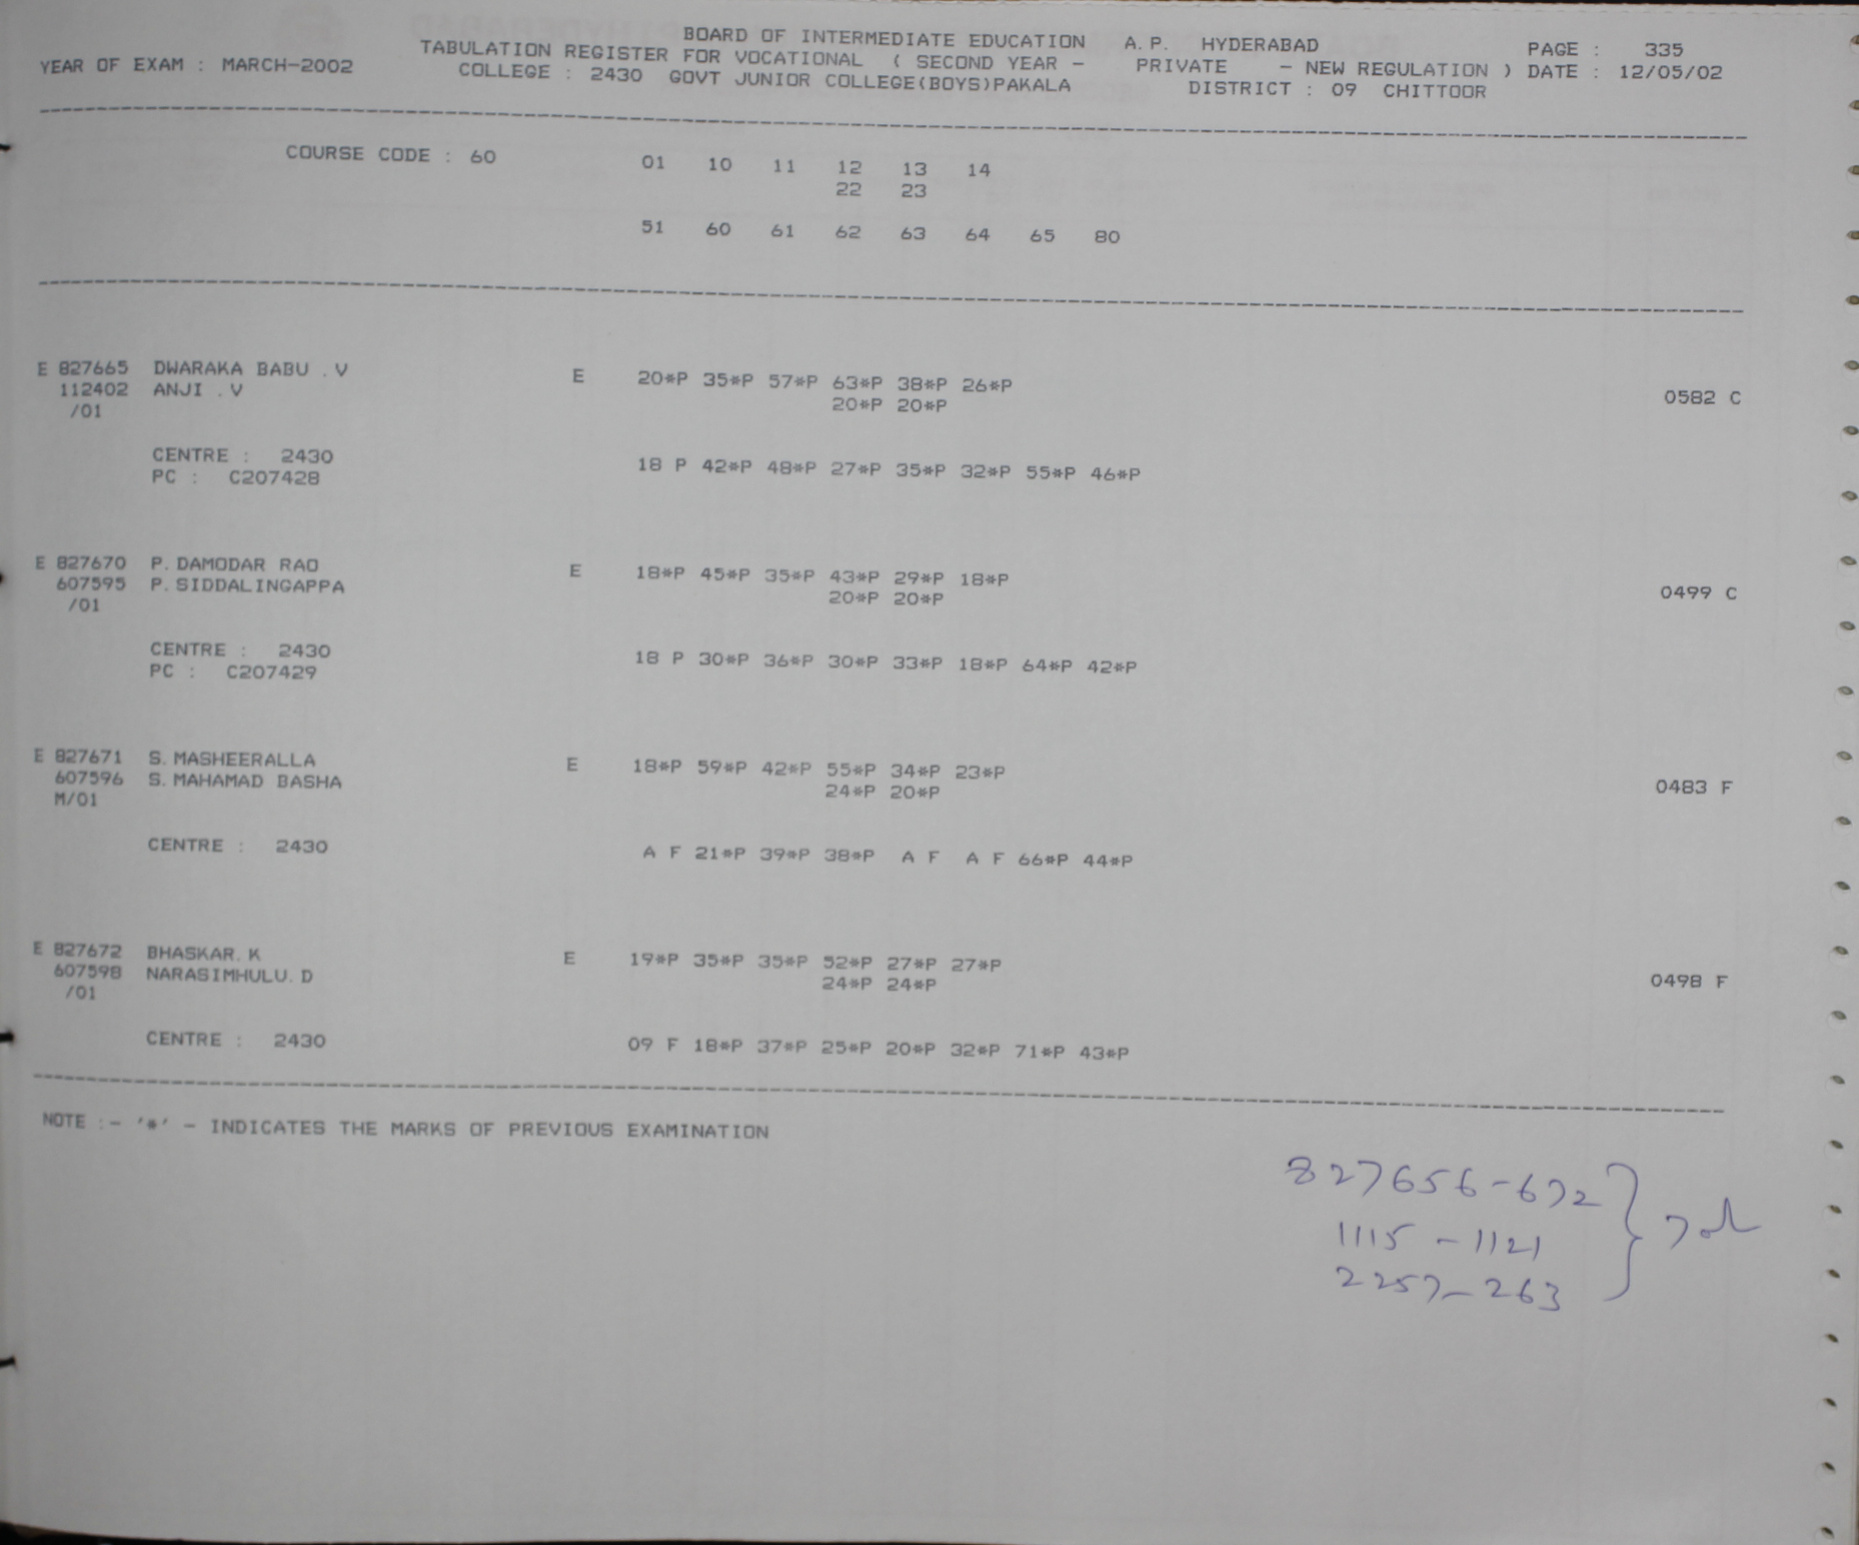 BOARD OF INTERMEDIATE EDUCATION A.P. HYDERABAD PAGE : 335
YEAR OF EXAM : MARCH-2002 TABULATION REGISTER FOR VOCATIONAL ( SECOND YEAR - PRIVATE - NEW REGULATION ) DATE : 12/05/02
COLLEGE : 2430 GOVT JUNIOR COLLEGE(BOYS)PAKALA DISTRICT : 09 CHITTOOR
COURSE CODE : 60 01 10 11 12 13 14
22 23
51 60 61 62 63 64 65 80
E 827665 DWARAKA BABU .V E 20*P 35*P 57*P 63*P 38*P 26*P
112402 ANJI .V 20*P 20*P 0582 C
/01
CENTRE : 2430 18 P 42*P 48*P 27*P 35*P 32*P 55*P 46*P
PC : C207428
E 827670 P.DAMODAR RAO E 18*P 45*P 35*P 43*P 29*P 18*P
607595 P.SIDDALINGAPPA 20*P 20*P 0499 C
/01
CENTRE : 2430 18 P 30*P 36*P 30*P 33*P 18*P 64*P 42*P
PC : C207429
E 827671 S.MASHEERALLA E 18*P 59*P 42*P 55*P 34*P 23*P
607596 S.MAHAMAD BASHA 24*P 20*P 0483 F
M/01
CENTRE : 2430 A F 21*P 39*P 38*P A F A F 66*P 44*P
E 827672 BHASKAR.K E 19*P 35*P 35*P 52*P 27*P 27*P
607598 NARASIMHULU.D 24*P 24*P 0498 F
/01
CENTRE : 2430 09 F 18*P 37*P 25*P 20*P 32*P 71*P 43*P
NOTE :- '*' - INDICATES THE MARKS OF PREVIOUS EXAMINATION
827656-672
1115-1121
2257-263